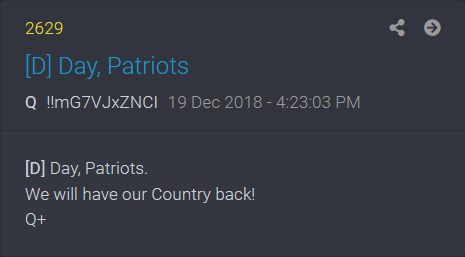 2629
[D] Day, Patriots
Q !!mG7VJxZNCI 19 Dec 2018 - 4:23:03 PM
[D] Day, Patriots.
We will have our Country back!
Q+